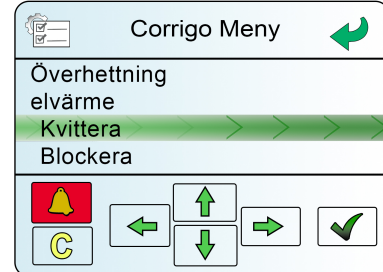 Corrigo Meny
Överhettning
elvärme
Kvittera
Blockera
C